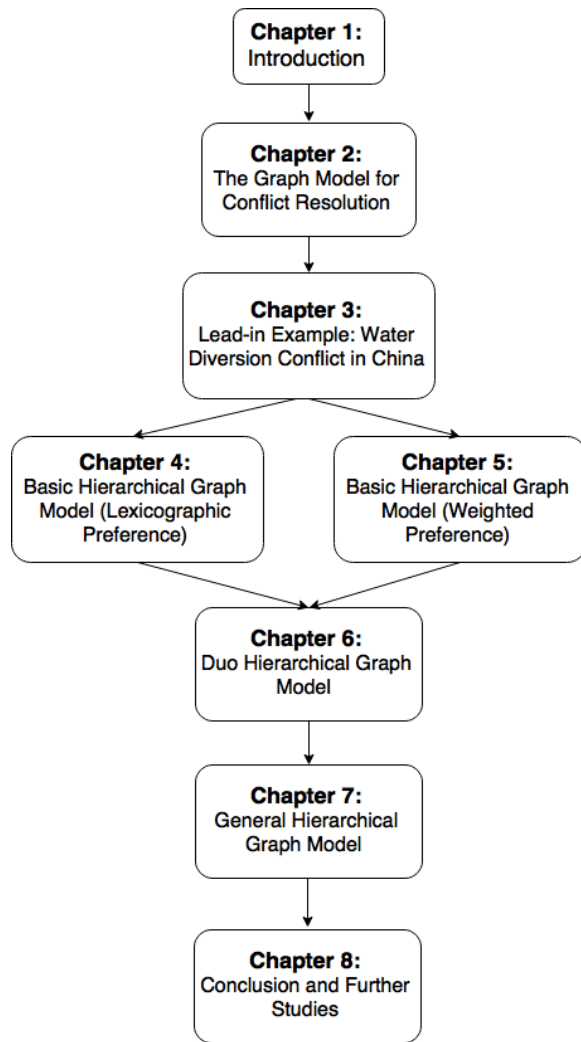 Chapter 1:
Introduction
Chapter 2:
The Graph Model for
Conflict Resolution
Chapter 3:
Lead-in Example: Water
Diversion Conflict in China
Chapter 4:
Basic Hierarchical Graph
Model (Lexicographic
Preference)
Chapter 5:
Basic Hierarchical Graph
Model (Weighted
Preference)
Chapter 6:
Duo Hierarchical Graph
Model
Chapter 7:
General Hierarchical
Graph Model
Chapter 8:
Conclusion and Further
Studies